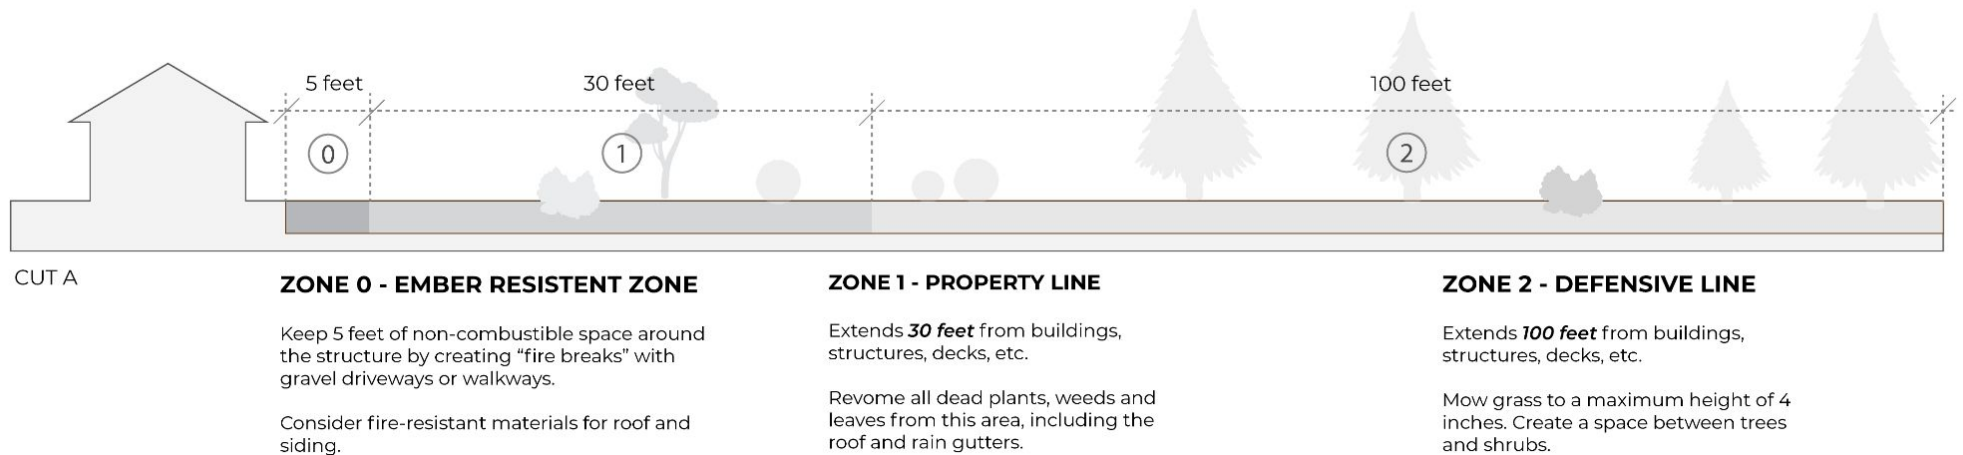 5 feet
30 feet
100 feet
0
1
2
CUT A
ZONE 0 - EMBER RESISTENT ZONE
Keep 5 feet of non-combustible space around
the structure by creating “fire breaks” with
gravel driveways or walkways.
Consider fire-resistant materials for roof and
siding.
ZONE 1 - PROPERTY LINE
Extends 30 feet from buildings,
structures, decks, etc.
Revome all dead plants, weeds and
leaves from this area, including the
roof and rain gutters.
ZONE 2 - DEFENSIVE LINE
Extends 100 feet from buildings,
structures, decks, etc.
Mow grass to a maximum height of 4
inches. Create a space between trees
and shrubs.